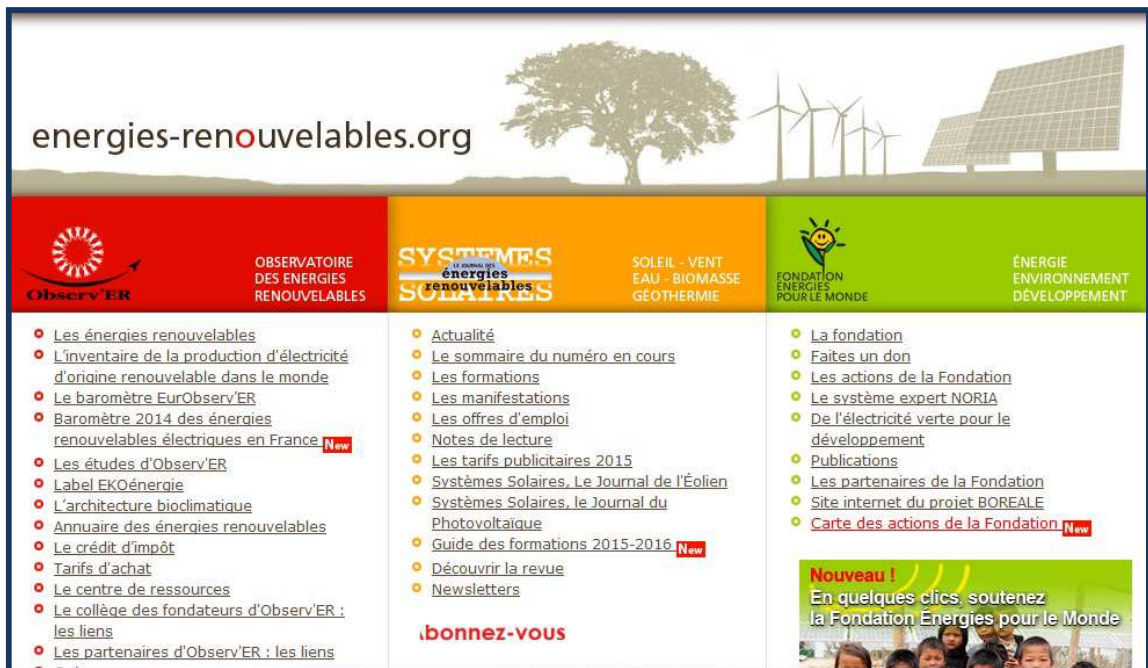 energies-renouvelables.org
Observ'ER
OBSERVATOIRE
DES ENERGIES
RENOUVELABLES
SYSTEMES
LE JOURNAL DES
énergies
renouvelables
SOLAIRES
SOLEIL - VENT
EAU - BIOMASSE
GÉOTHERMIE
FONDATION
ENERGIES
POUR LE MONDE
ÉNERGIE
ENVIRONNEMENT
DÉVELOPPEMENT
Les énergies renouvelables
L'inventaire de la production d'électricité
d'origine renouvelable dans le monde
Le baromètre EurObserv'ER
Baromètre 2014 des énergies
renouvelables électriques en France New
Les études d'Observ'ER
Label EKOénergie
L'architecture bioclimatique
Annuaire des énergies renouvelables
Le crédit d'impôt
Tarifs d'achat
Le centre de ressources
Le collège des fondateurs d'Observ'ER :
les liens
Les partenaires d'Observ'ER : les liens
Actualité
Le sommaire du numéro en cours
Les formations
Les manifestations
Les offres d'emploi
Notes de lecture
Les tarifs publicitaires 2015
Systèmes Solaires, Le Journal de l'Éolien
Systèmes Solaires, le Journal du
Photovoltaïque
Guide des formations 2015-2016 New
Découvrir la revue
Newsletters
bonnez-vous
La fondation
Faites un don
Les actions de la Fondation
Le système expert NORIA
De l'électricité verte pour le
développement
Publications
Les partenaires de la Fondation
Site internet du projet BOREALE
Carte des actions de la Fondation New
Nouveau !
En quelques clics, soutenez
la Fondation Énergies pour le Monde